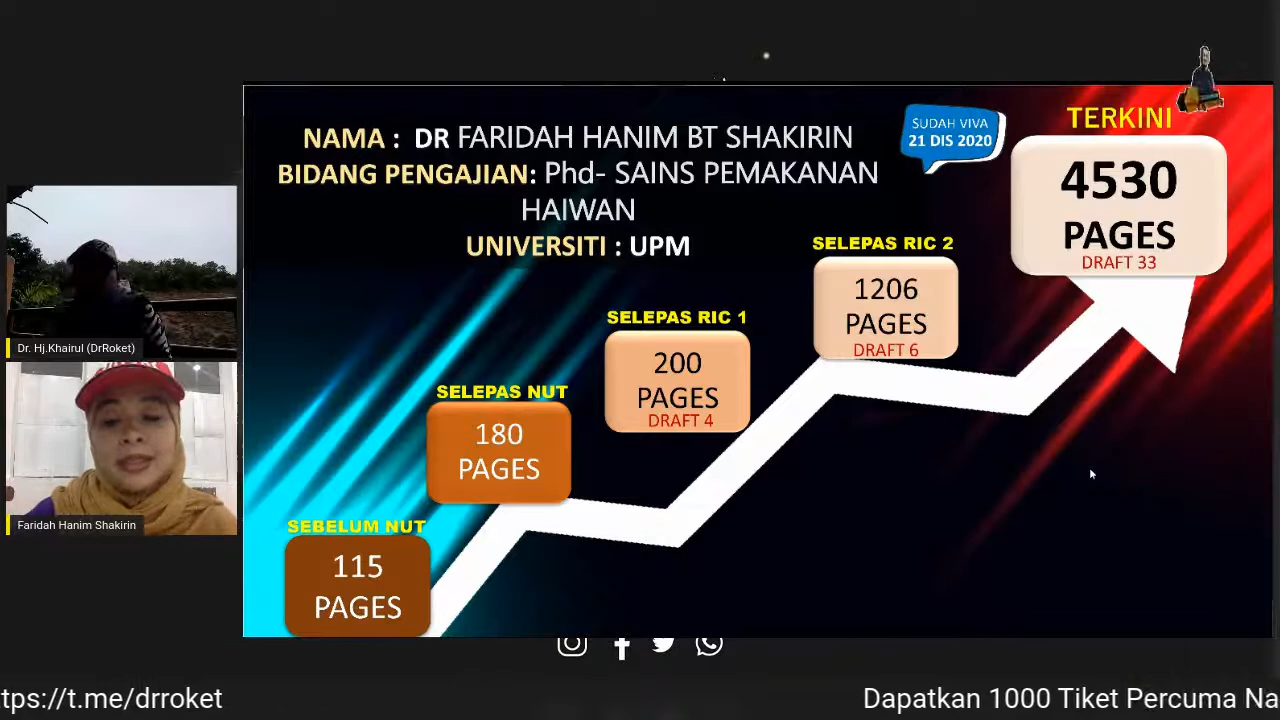 NAMA : DR FARIDAH HANIM BT SHAKIRIN
BIDANG PENGAJIAN: Phd- SAINS PEMAKANAN
HAIWAN
UNIVERSITI : UPM
SUDAH VIVA
21 DIS 2020
TERKINI
4530
PAGES
DRAFT 33
SELEPAS RIC 2
1206
PAGES
DRAFT 6
SELEPAS RIC 1
200
PAGES
DRAFT 4
SELEPAS NUT
180
PAGES
SEBELUM NUT
115
PAGES
Dr. Hj.Khairul (DrRoket)
Faridah Hanim Shakirin
ttps://t.me/drroket
Dapatkan 1000 Tiket Percuma Na